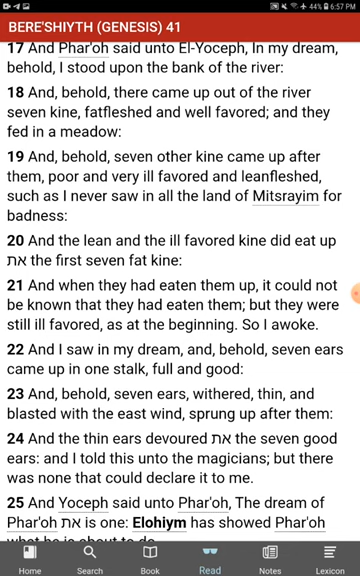 44% 6:57 PM
BERE'SHIYTH (GENESIS) 41
17 And Phar'oh said unto El-Yoceph, In my dream,
behold, I stood upon the bank of the river:
18 And, behold, there came up out of the river
seven kine, fatfleshed and well favored; and they
fed in a meadow:
19 And, behold, seven other kine came up after
them, poor and very ill favored and leanfleshed,
such as I never saw in all the land of Mitsrayim for
badness:
20 And the lean and the ill favored kine did eat up
את the first seven fat kine:
21 And when they had eaten them up, it could not
be known that they had eaten them; but they were
still ill favored, as at the beginning. So I awoke.
22 And I saw in my dream, and, behold, seven ears
came up in one stalk, full and good:
23 And, behold, seven ears, withered, thin, and
blasted with the east wind, sprung up after them:
24 And the thin ears devoured את the seven good
ears: and I told this unto the magicians; but there
was none that could declare it to me.
25 And Yoceph said unto Phar'oh, The dream of
Phar'oh את is one: Elohiym has showed Phar'oh
what he is about to do
Home Search Book Read Notes Lexicon